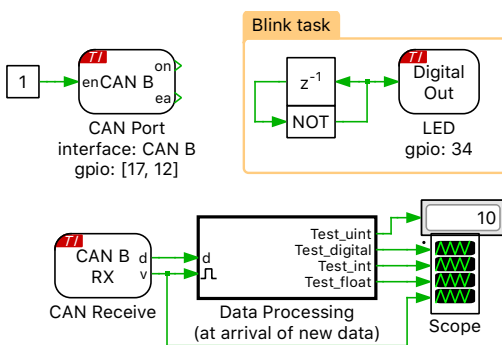 Blink task
TI
on
1
en
CAN B
ea
CAN Port
interface: CAN B
gpio: [17, 12]
z-1
NOT
TI
Digital
Out
LED
gpio: 34
TI
CAN B
RX
d
v
CAN Receive
d
Test_uint
Test_digital
Test_int
Test_float
Data Processing
(at arrival of new data)
10
Scope